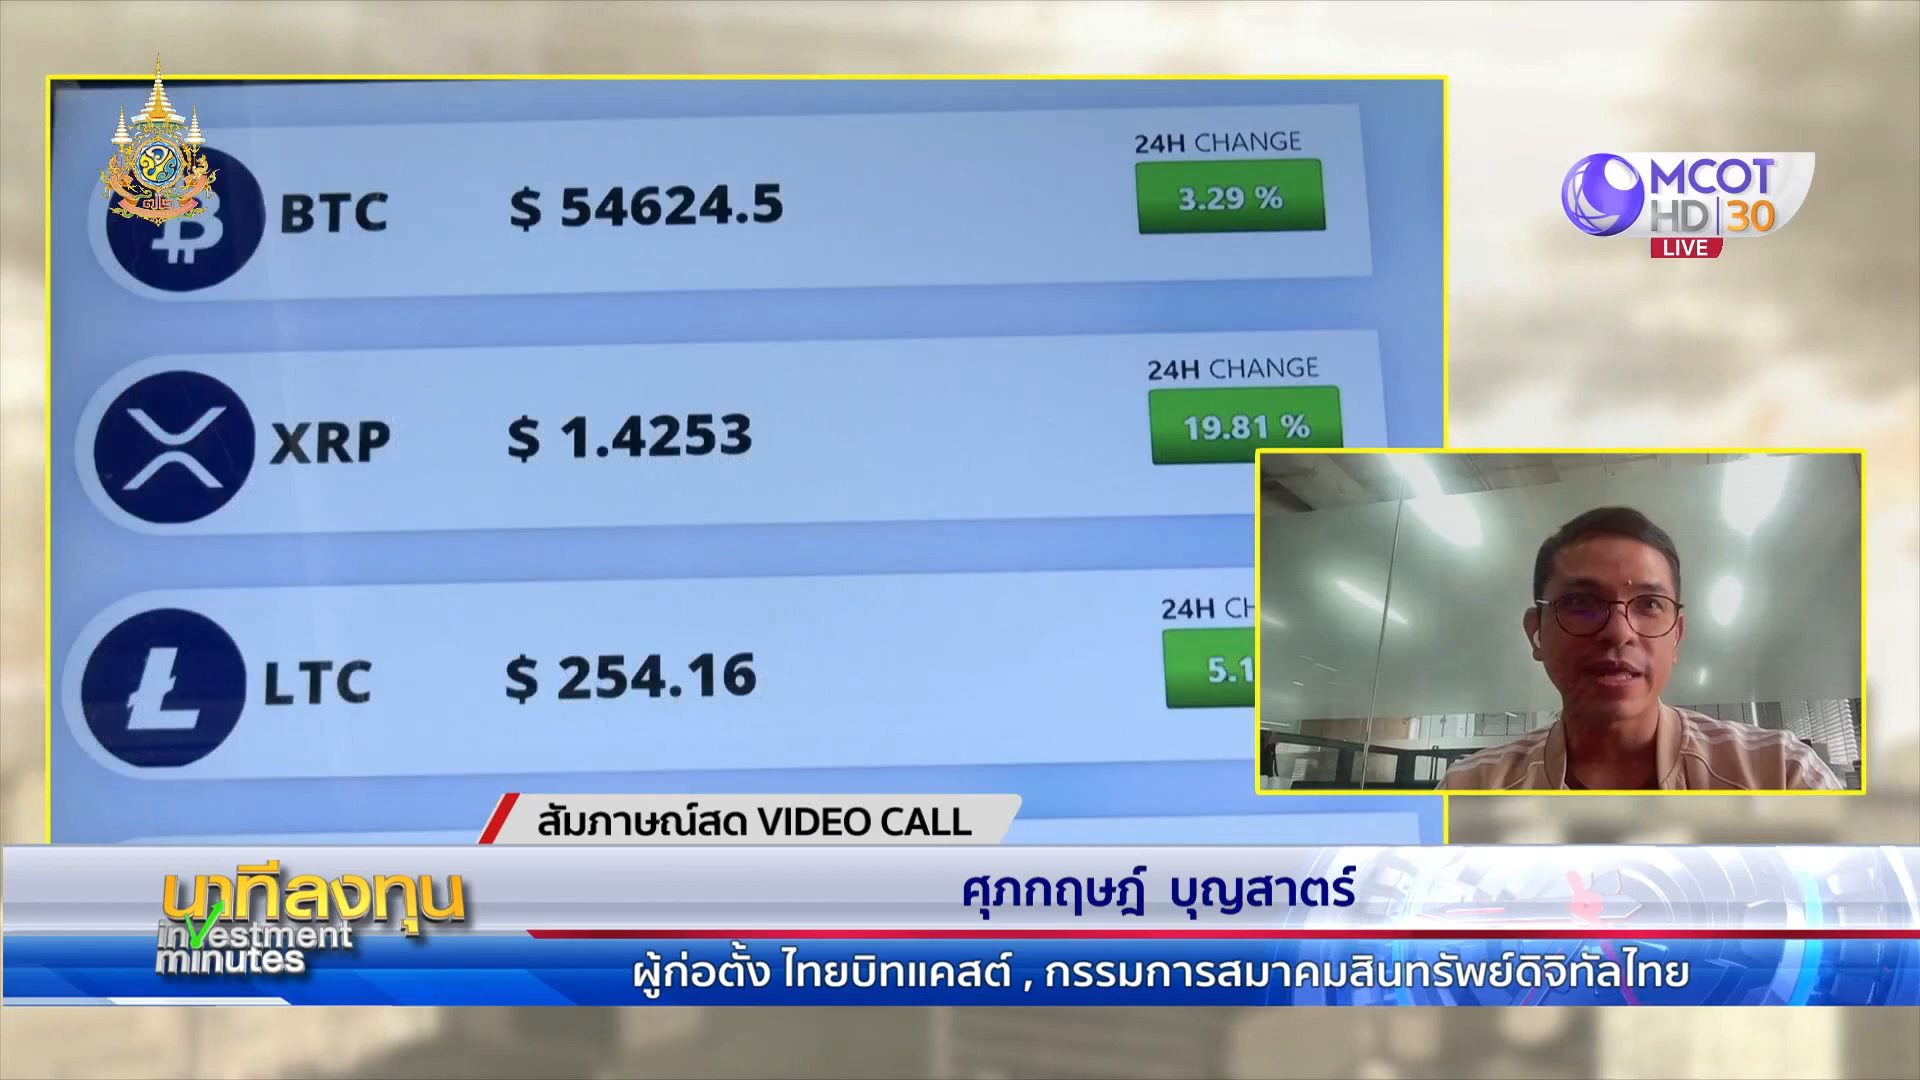 24H CHANGE
BTC $ 54624.5 3.29 %
24H CHANGE
XRP $ 1.4253 19.81 %
24H CH
LTC $ 254.16 5.1
MCOT
HD 30
LIVE
สัมภาษณ์สด VIDEO CALL
นาทีลงทุน
investment
minutes
ศุภกฤษฎ์ บุญสาตร์
ผู้ก่อตั้ง ไทยบิทแคสต์ , กรรมการสมาคมสินทรัพย์ดิจิทัลไทย